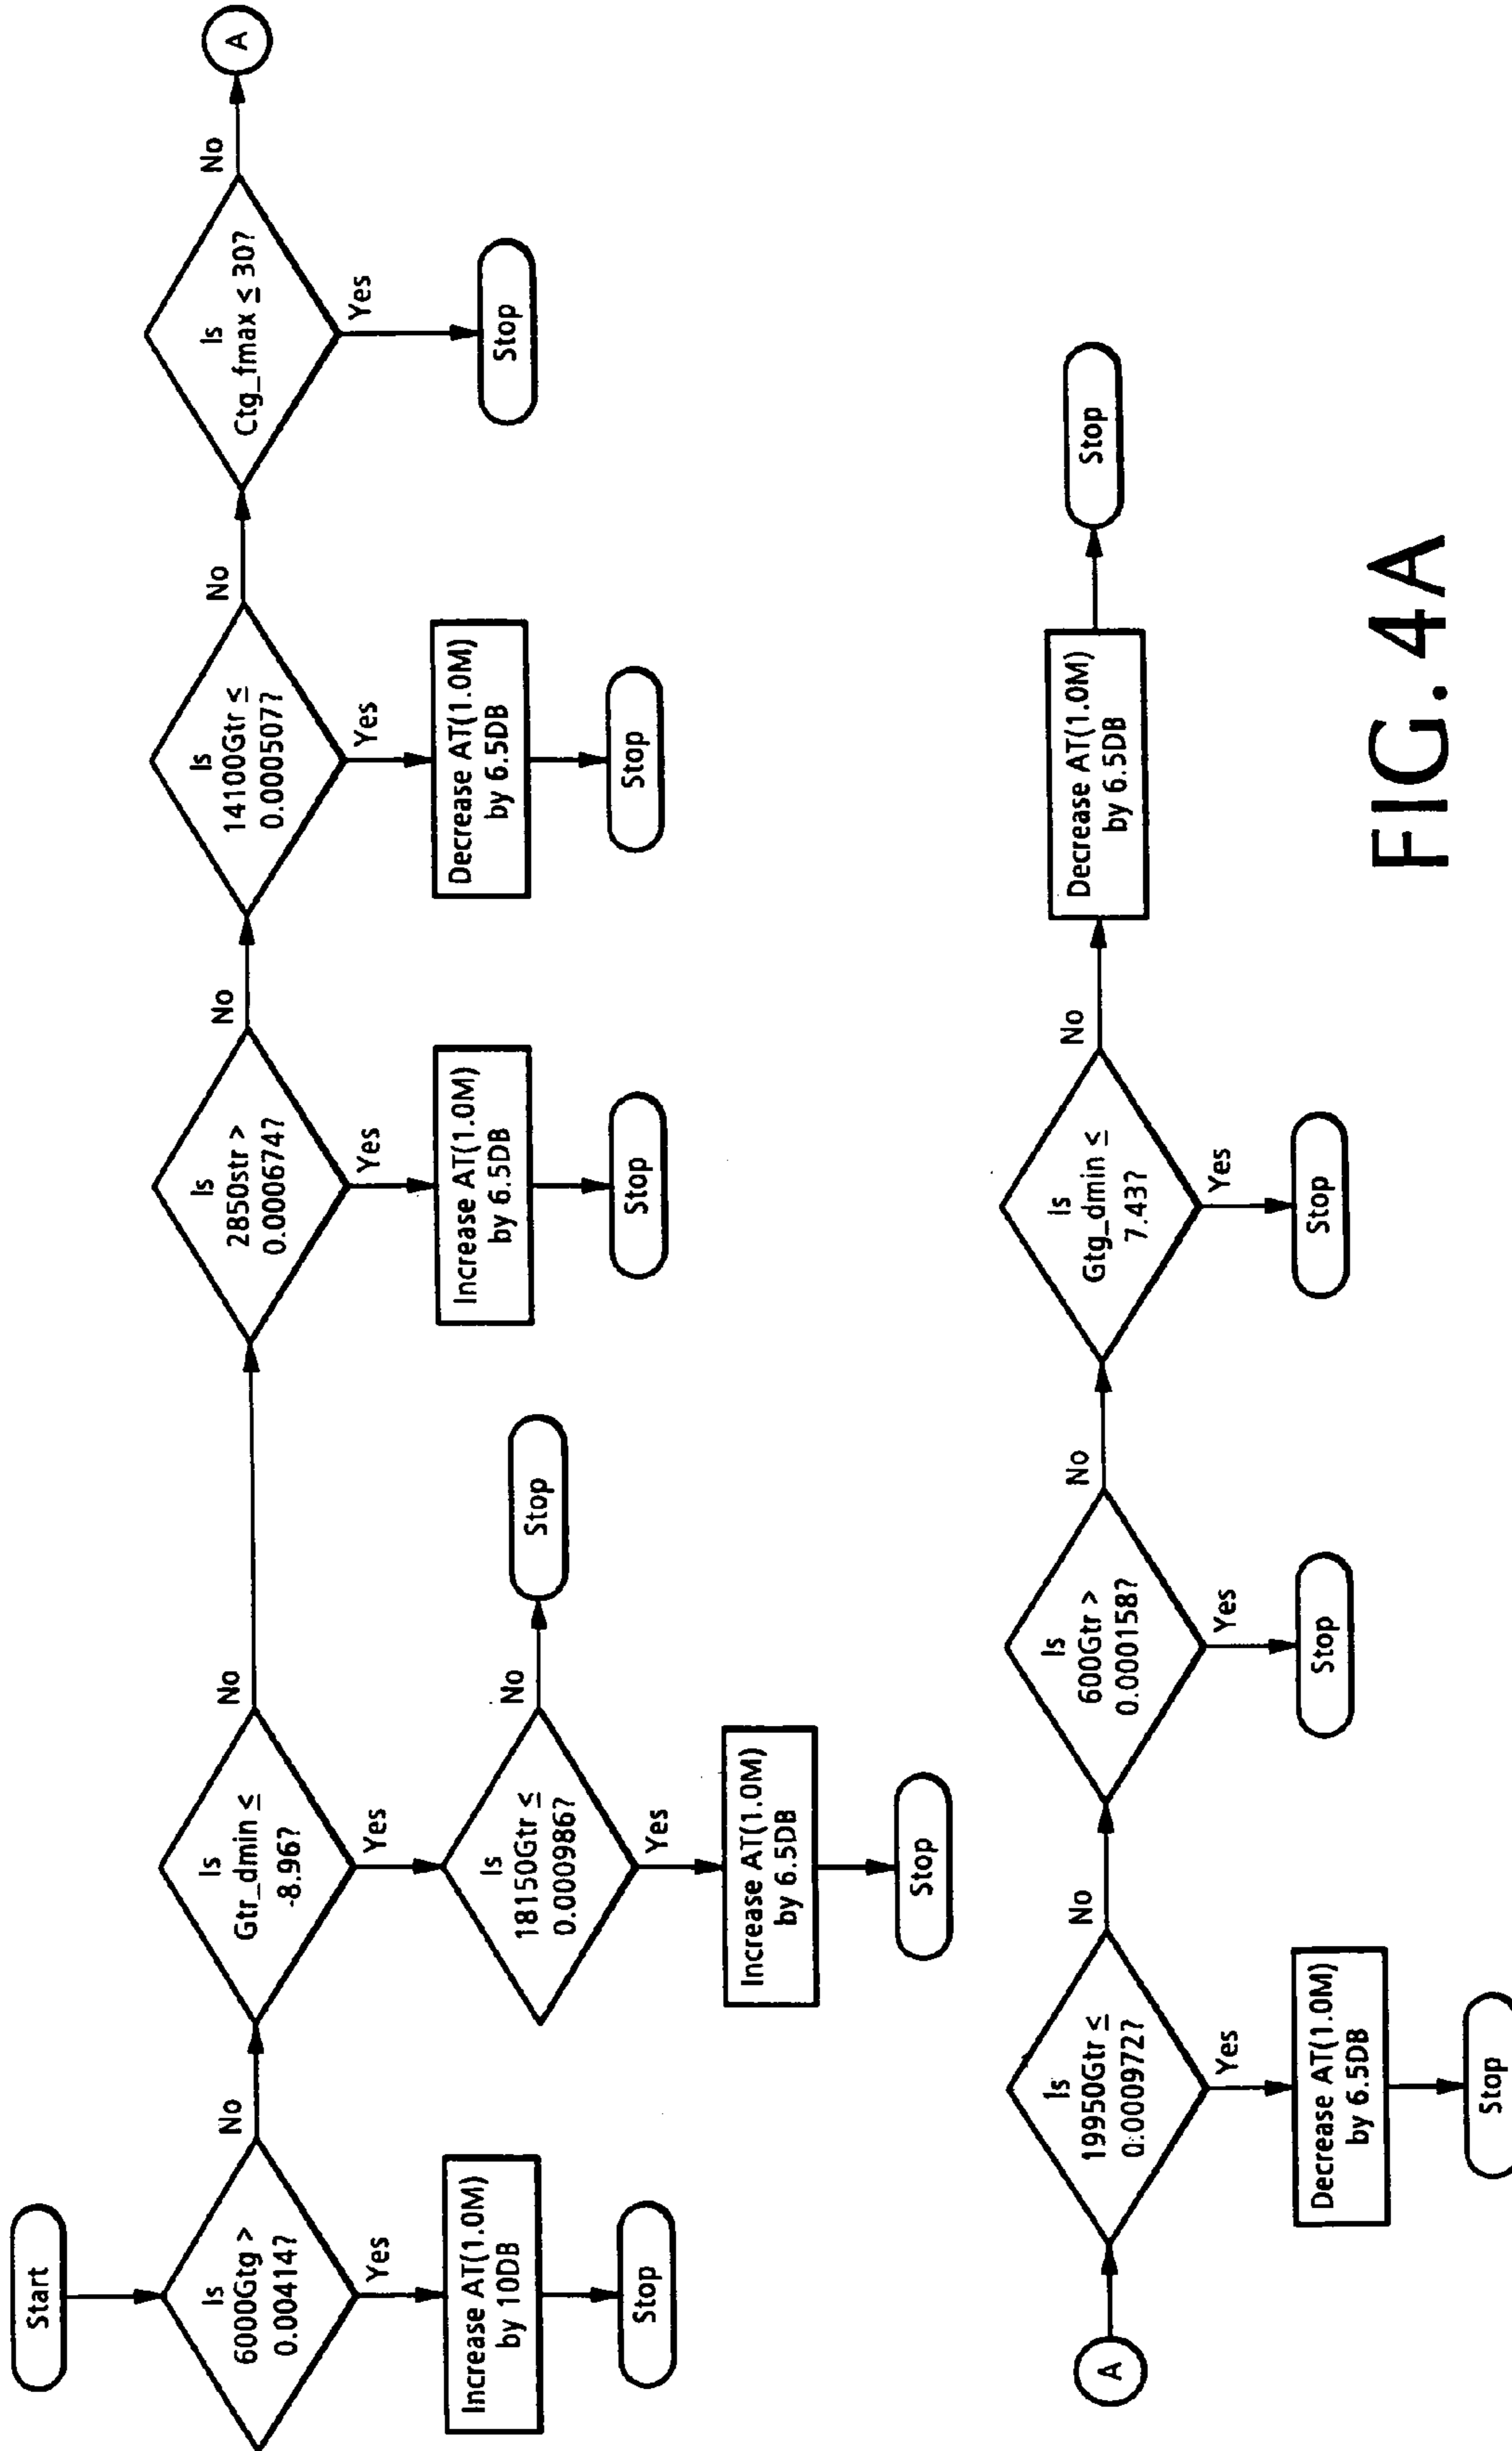 Start
Is
6000Gtg >
0.00414?
No
Yes
Increase AT(1.0M)
by 10DB
Stop
Is
Gtr_dmin ≤
-8.96?
No
Yes
Is
18150Gtr ≤
0.000986?
No
Stop
Yes
Increase AT(1.0M)
by 6.5DB
Stop
Is
2850str >
0.000674?
No
Yes
Increase AT(1.0M)
by 6.5DB
Stop
Is
14100Gtr ≤
0.000507?
No
Yes
Decrease AT(1.0M)
by 6.5DB
Stop
Is
Ctg_fmax ≤ 30?
No
Yes
Stop
A
A
Is
19950Gtr ≤
0.000972?
No
Yes
Decrease AT(1.0M)
by 6.5DB
Stop
Is
600Gtr >
0.000158?
No
Yes
Stop
Is
Gtg_dmin ≤
7.43?
No
Yes
Stop
Decrease AT(1.0M)
by 6.5DB
Stop
FIG. 4A